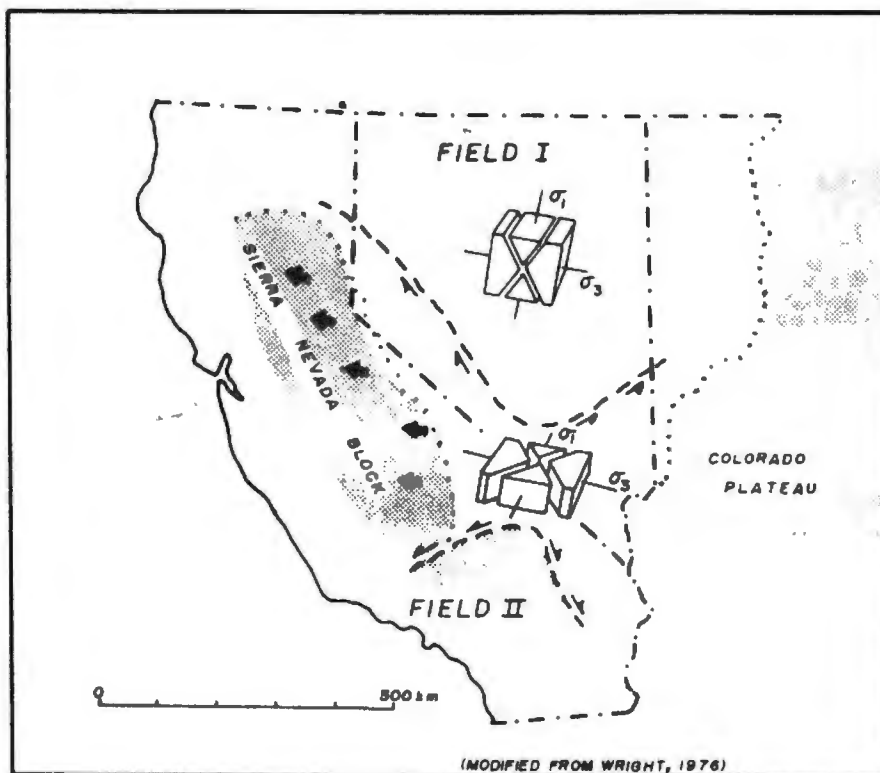 FIELD I
σ1
σ3
SIERRA
NEVADA
BLOCK
σ1
σ3
COLORADO
PLATEAU
FIELD II
0
500 km
(MODIFIED FROM WRIGHT, 1976)